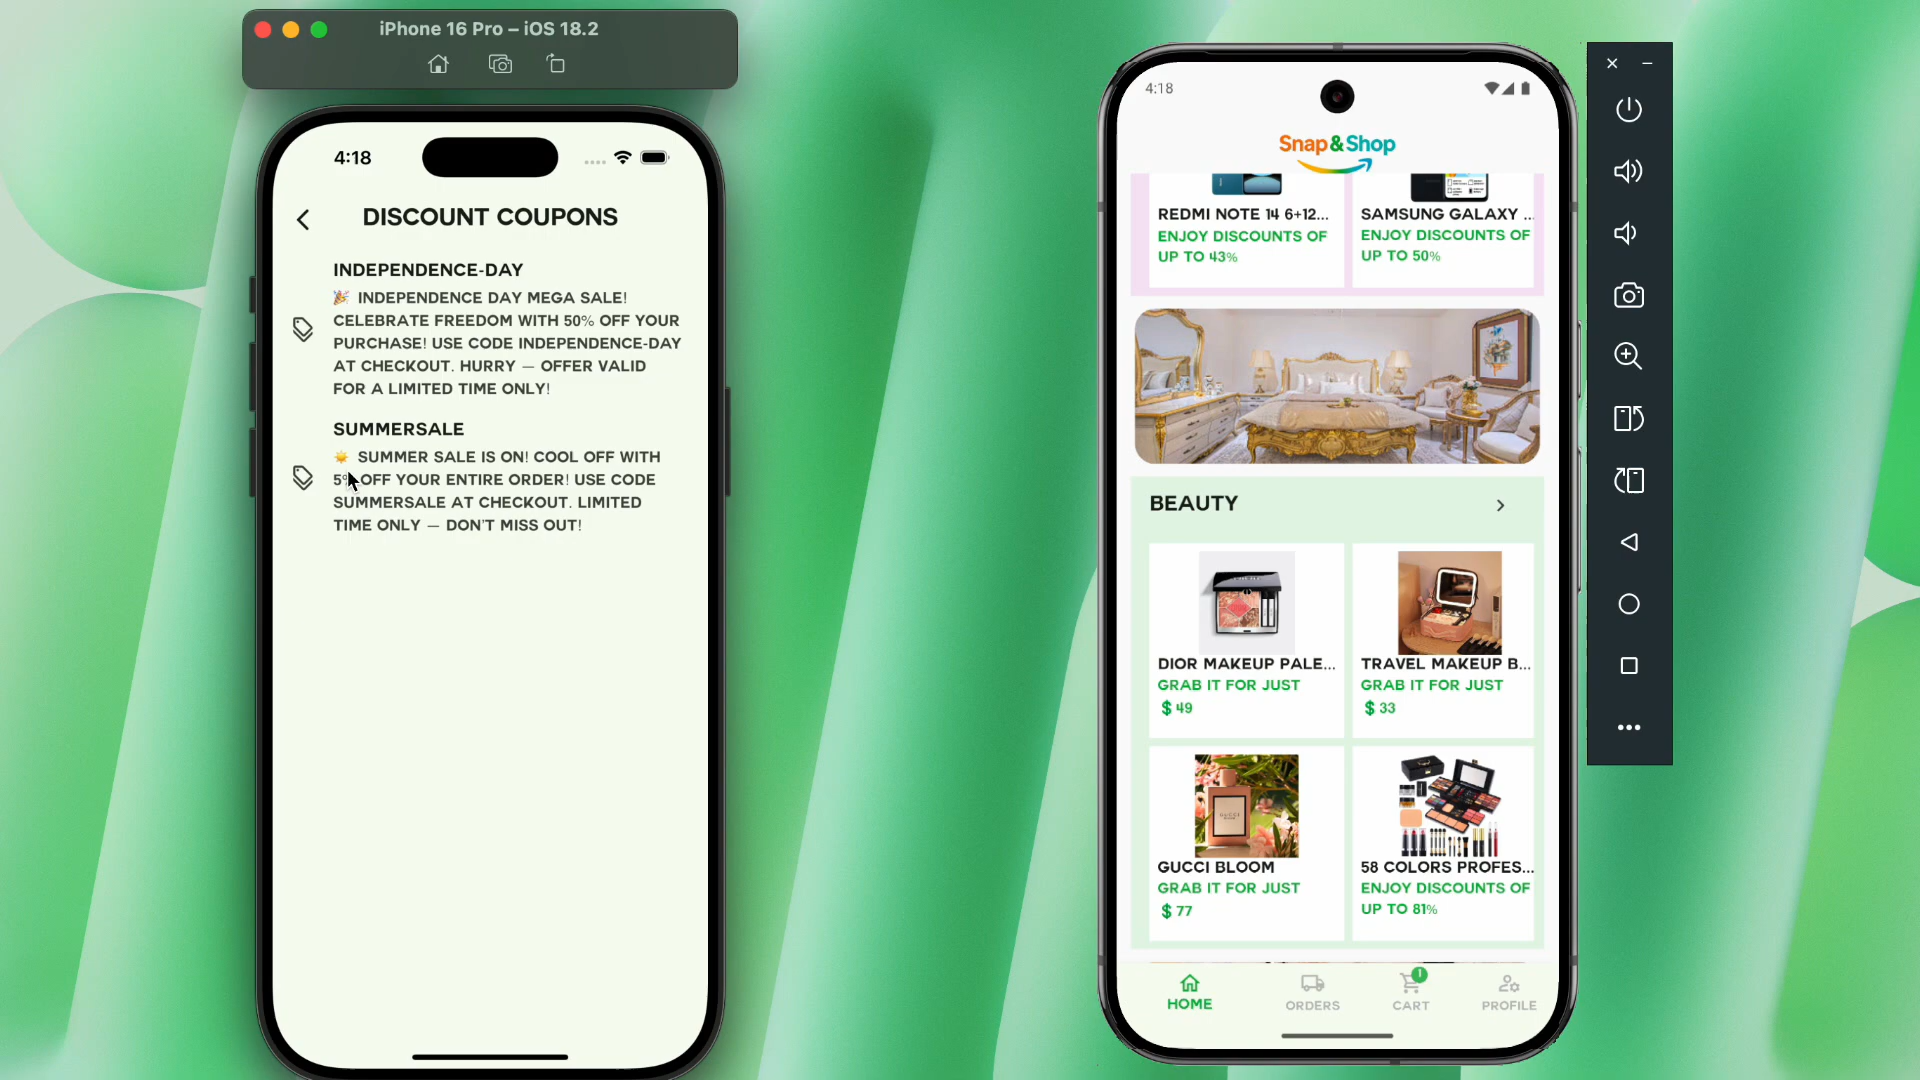 iPhone 16 Pro – iOS 18.2
4:18
DISCOUNT COUPONS
INDEPENDENCE-DAY
🎉 INDEPENDENCE DAY MEGA SALE!
CELEBRATE FREEDOM WITH 50% OFF YOUR
PURCHASE! USE CODE INDEPENDENCE-DAY
AT CHECKOUT. HURRY — OFFER VALID
FOR A LIMITED TIME ONLY!
SUMMERSALE
☀️ SUMMER SALE IS ON! COOL OFF WITH
5% OFF YOUR ENTIRE ORDER! USE CODE
SUMMERSALE AT CHECKOUT. LIMITED
TIME ONLY — DON'T MISS OUT!
4:18
Snap&Shop
REDMI NOTE 14 6+12...
ENJOY DISCOUNTS OF
UP TO 43%
SAMSUNG GALAXY ...
ENJOY DISCOUNTS OF
UP TO 50%
BEAUTY
DIOR MAKEUP PALE...
GRAB IT FOR JUST
$ 49
TRAVEL MAKEUP B...
GRAB IT FOR JUST
$ 33
GUCCI BLOOM
GRAB IT FOR JUST
$ 77
58 COLORS PROFES...
ENJOY DISCOUNTS OF
UP TO 81%
HOME
ORDERS
1
CART
PROFILE